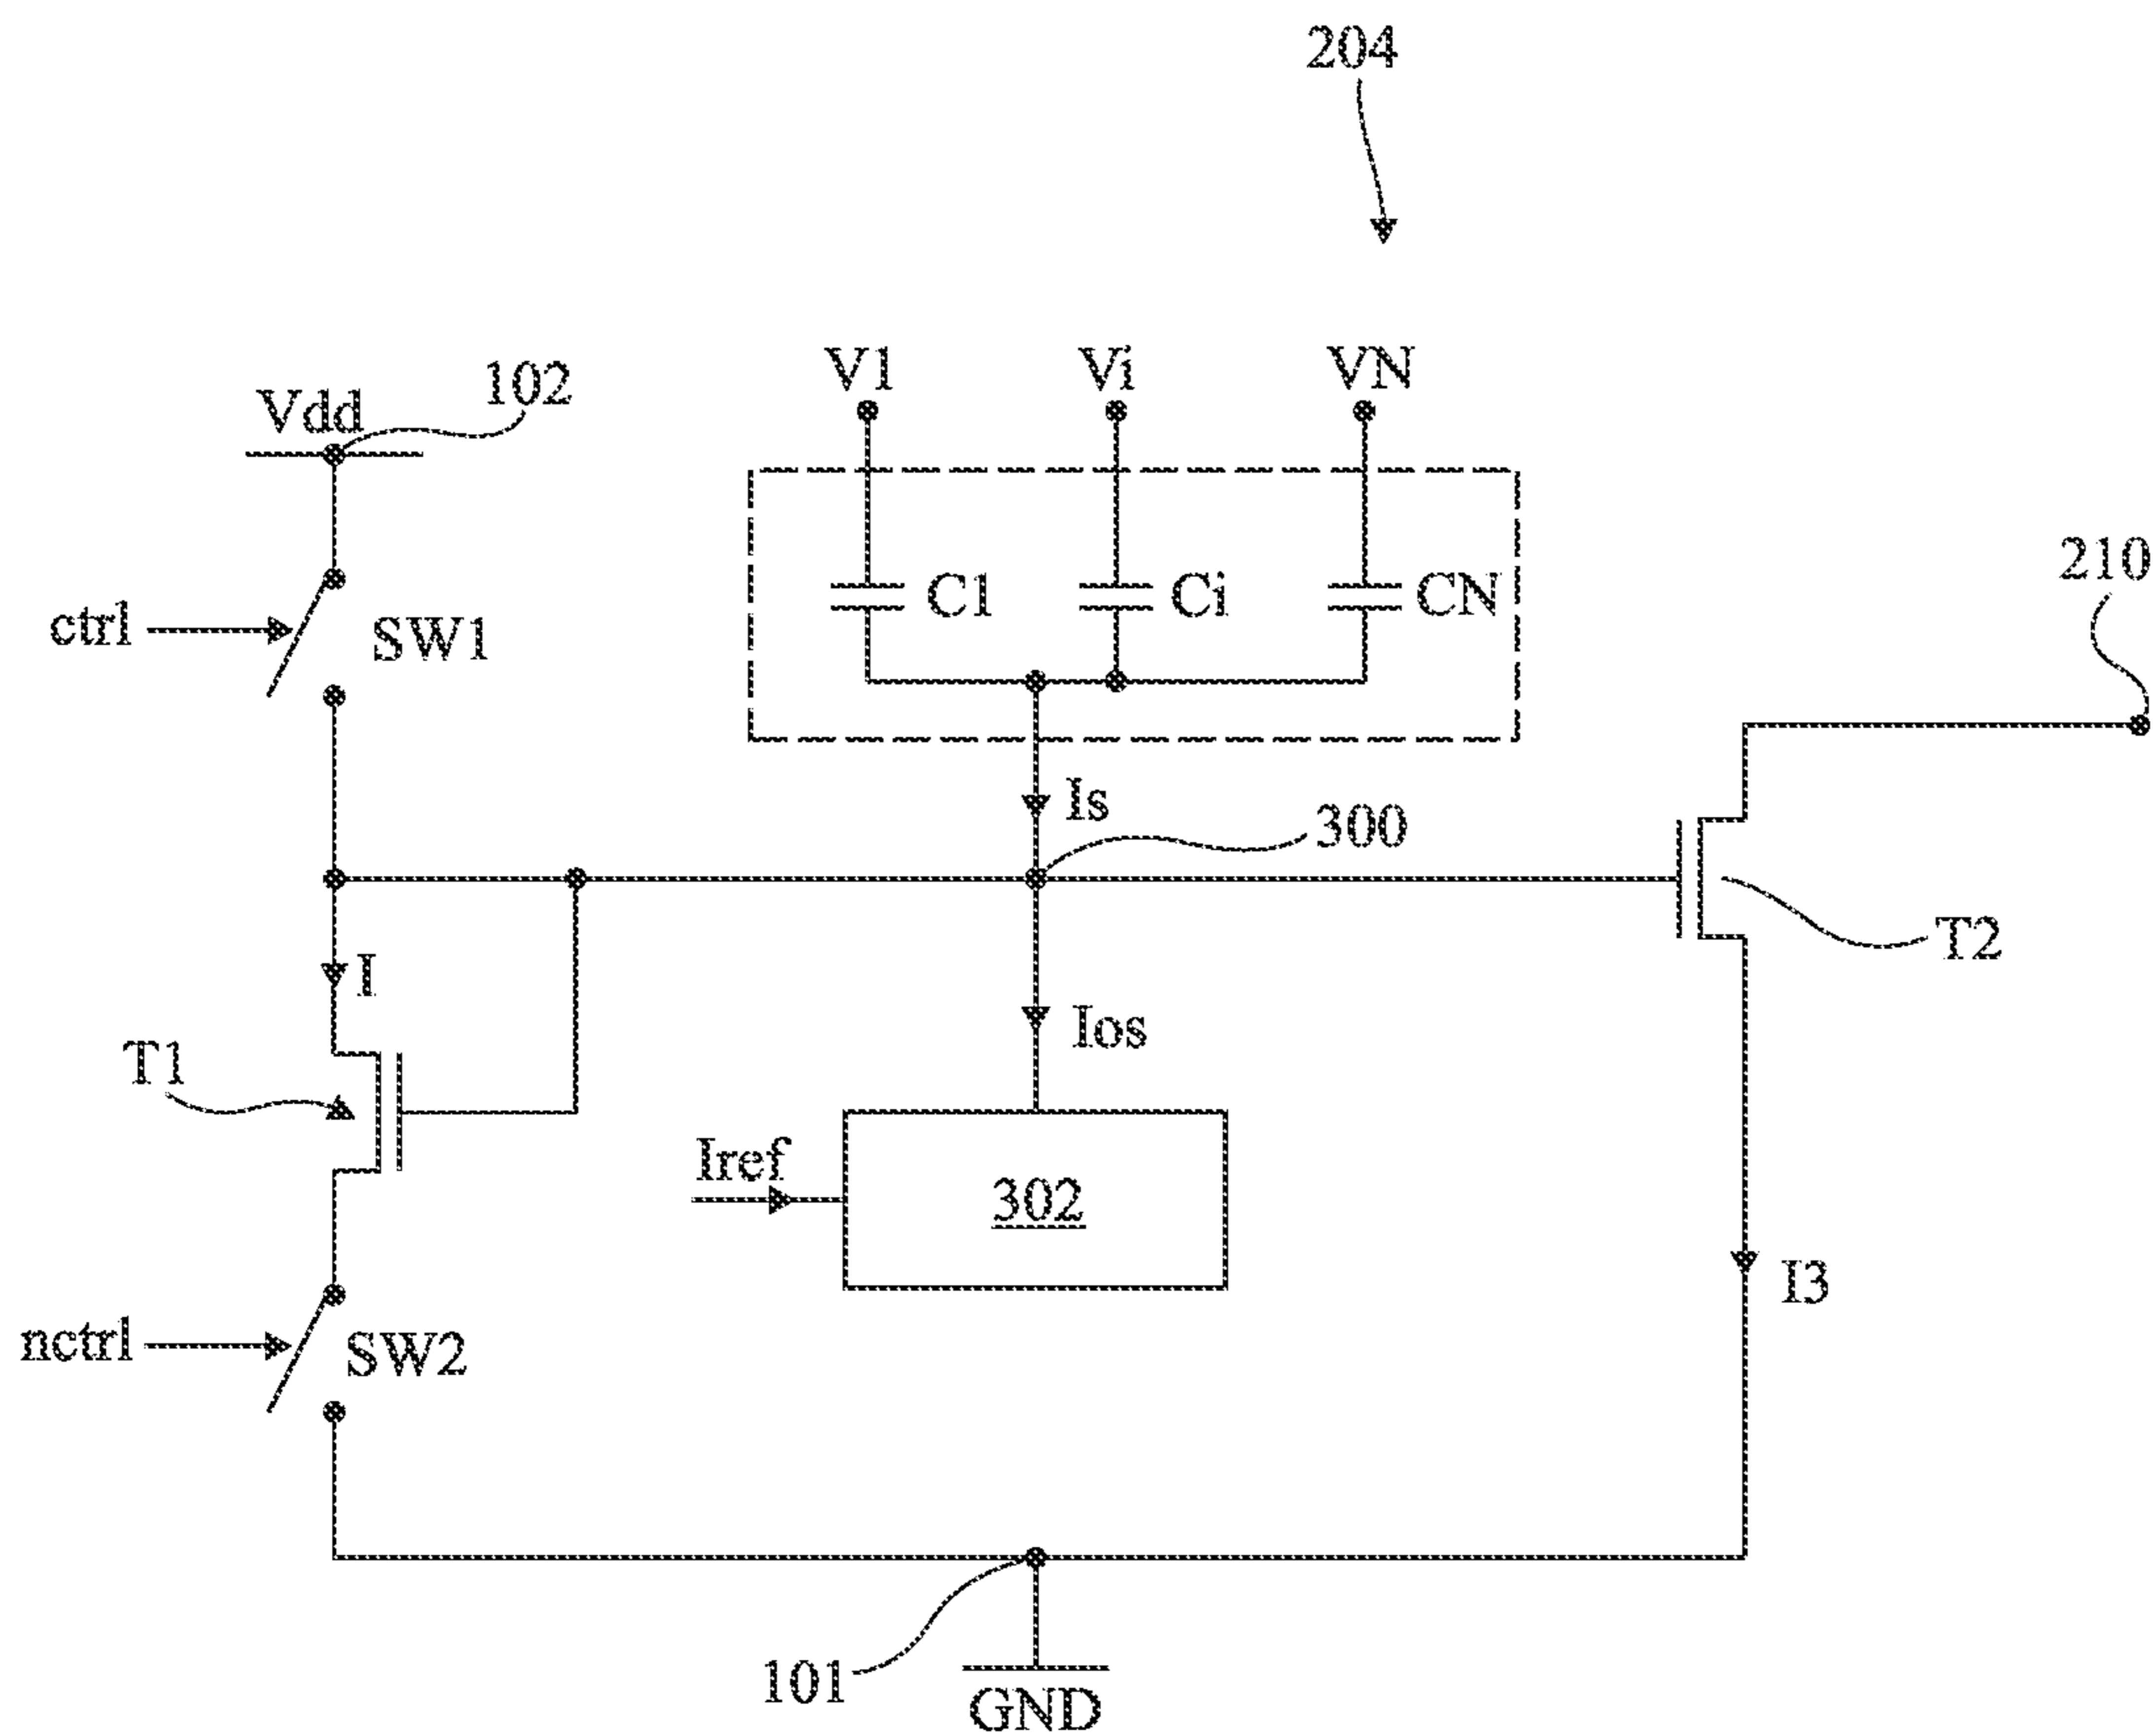 204
V1 Vi VN
Vdd 102
C1 Ci CN
210
ctrl SW1
Is
300
T2
I
Ios
T1
Iref
302
I3
nctrl SW2
101
GND